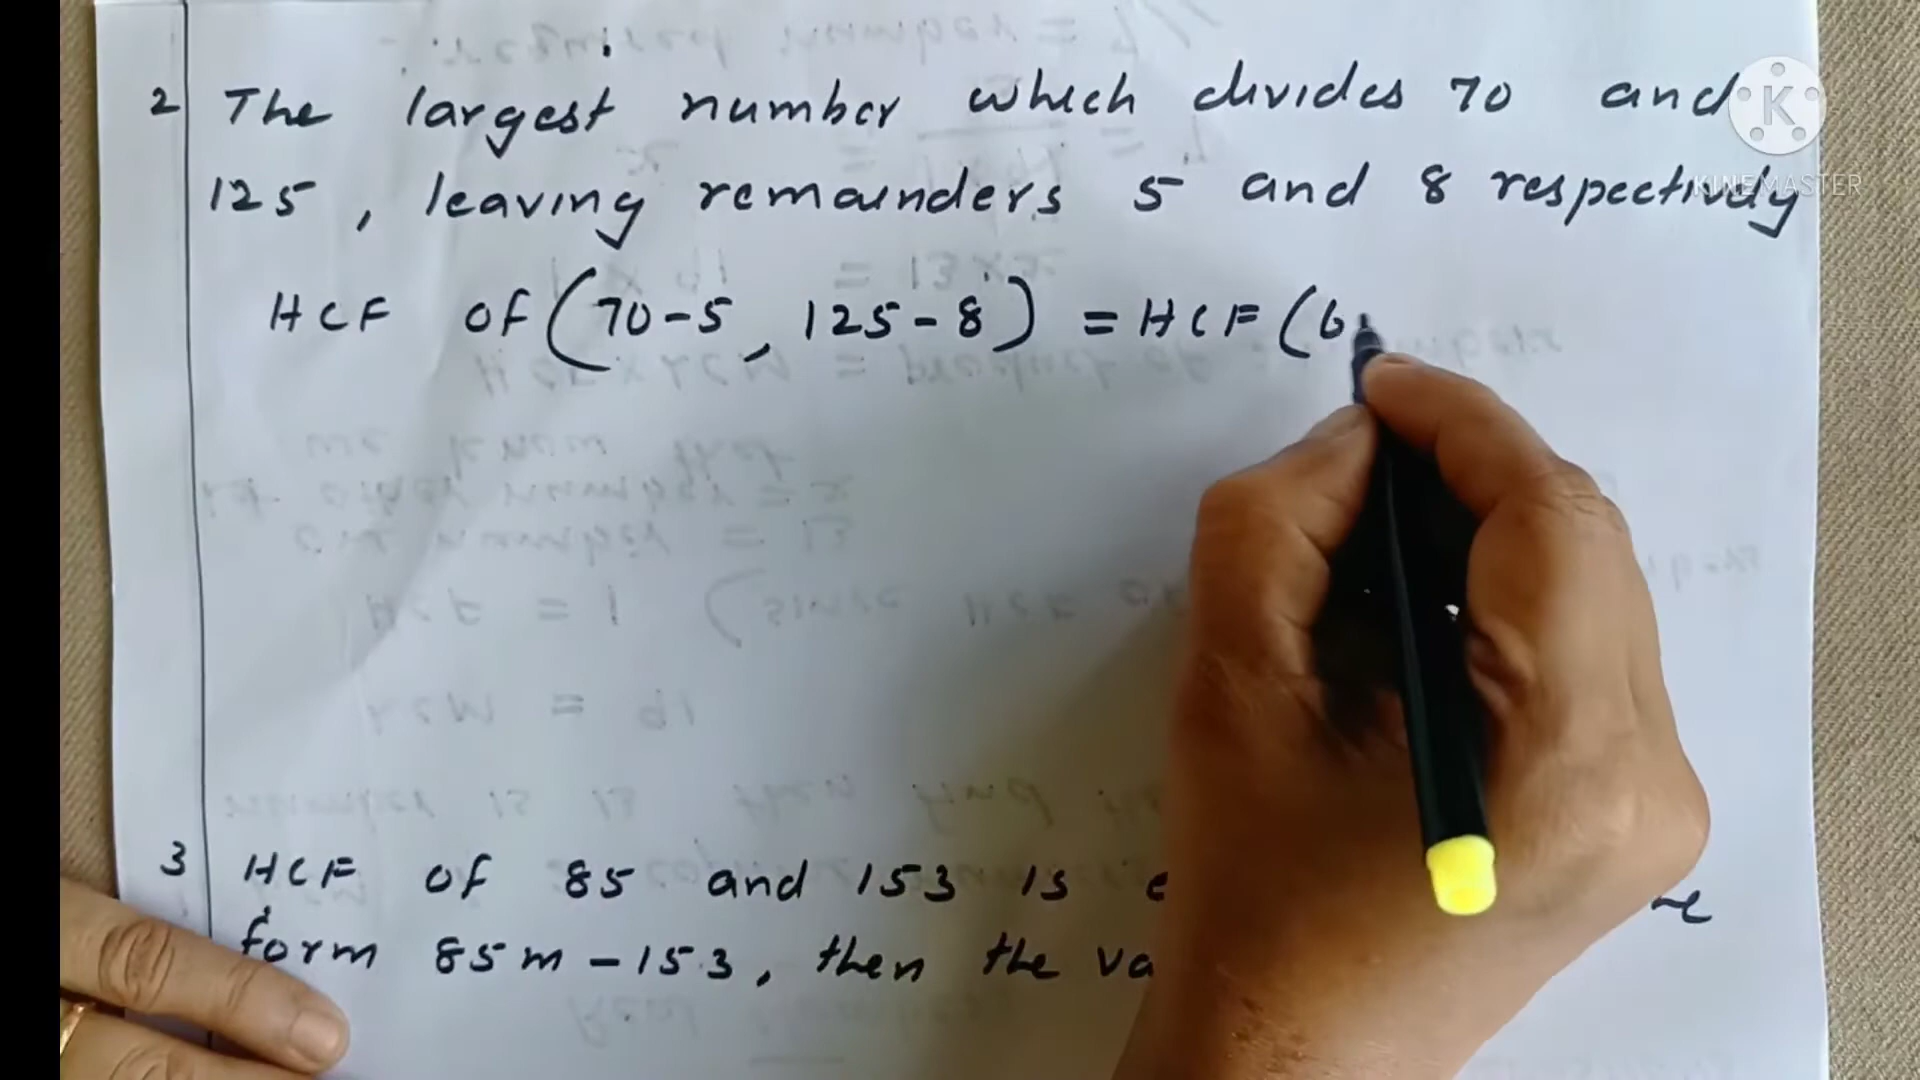 2 The largest number which divides 70 and
125, leaving remainders 5 and 8 respectively
HCF of (70-5, 125-8) = HCF (6
3 HCF of 85 and 153 is
form 85m-153, then the
K
KINEMASTER